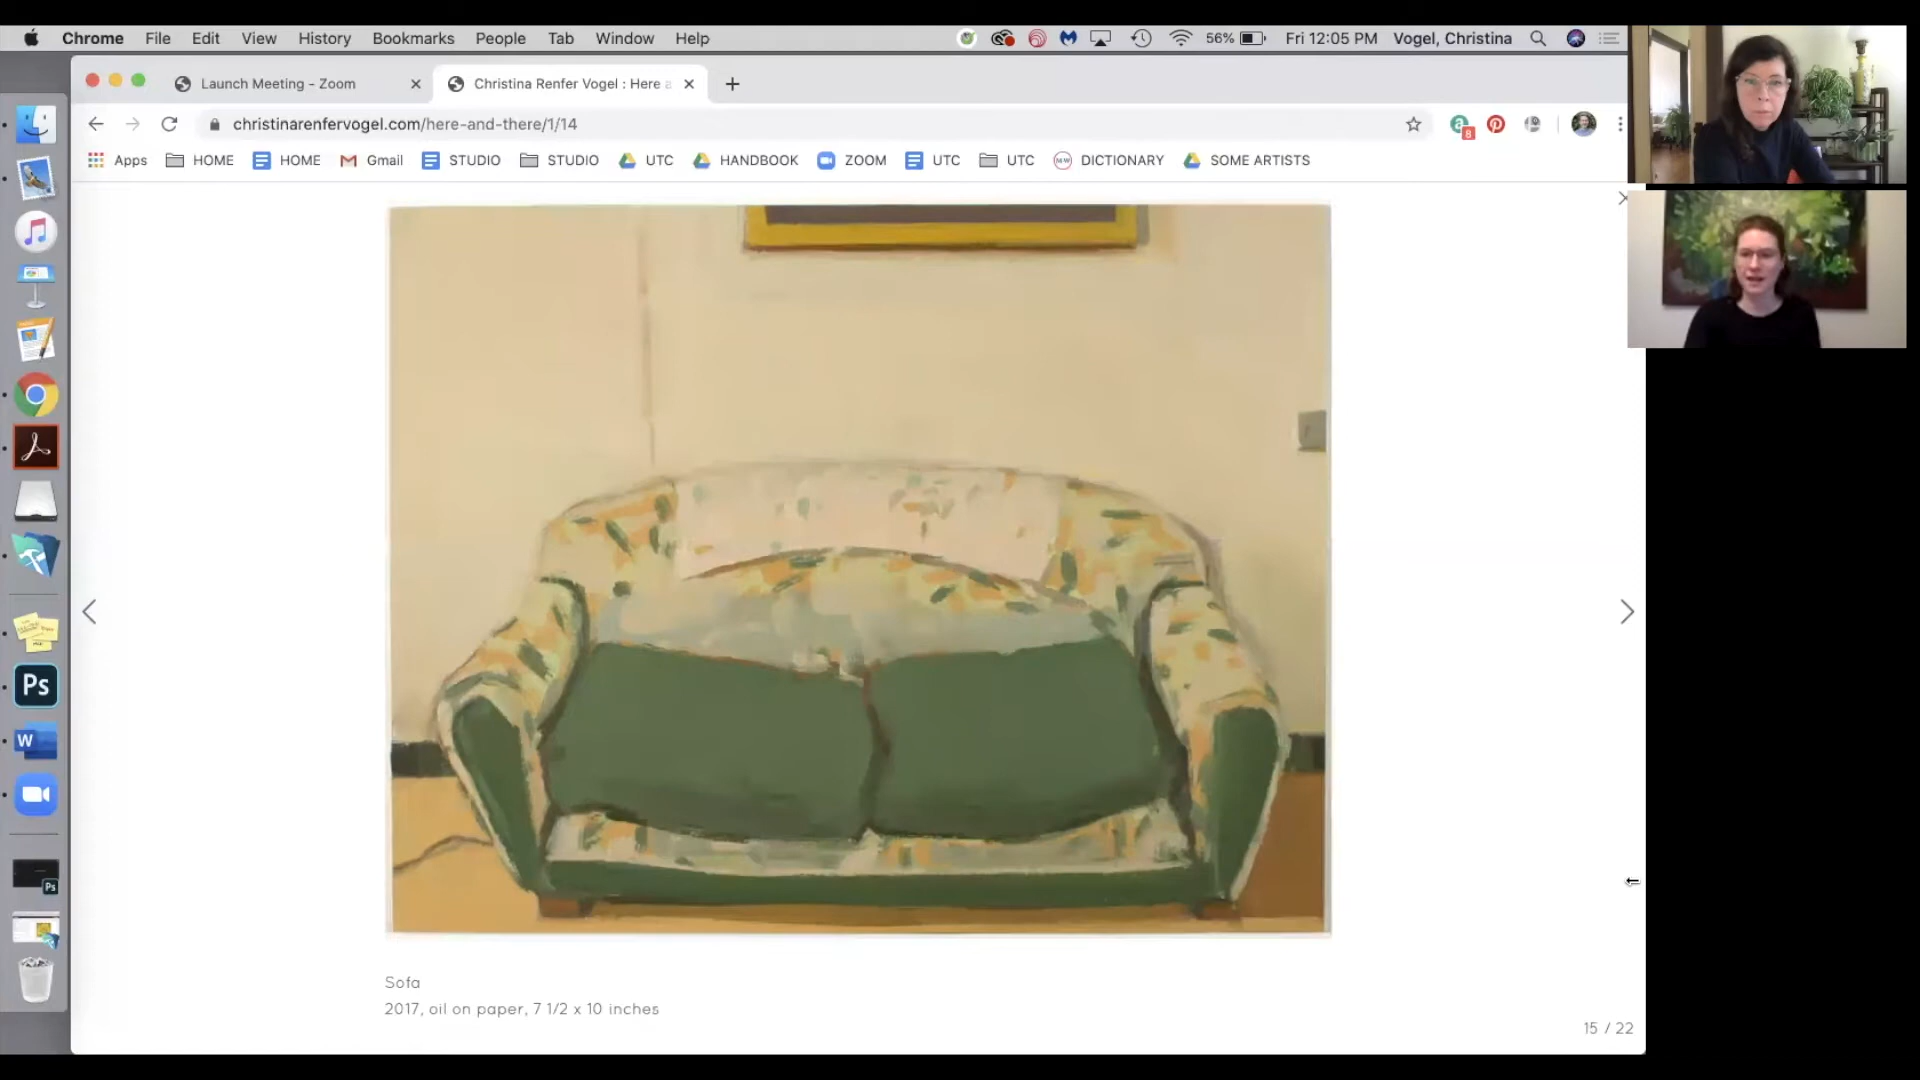 Chrome File Edit View History Bookmarks People Tab Window Help 56% Fri 12:05 PM Vogel, Christina
Launch Meeting - Zoom Christina Renfer Vogel : Here a
christinarenfervogel.com/here-and-there/1/14 8
Apps HOME HOME Gmail STUDIO STUDIO UTC HANDBOOK ZOOM UTC UTC DICTIONARY SOME ARTISTS
Ps
W
Ps
Sofa
2017, oil on paper, 7 1/2 x 10 inches
15 / 22